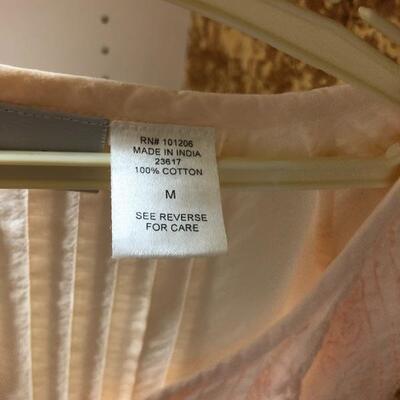 RN# 101206
MADE IN INDIA
23617
100% COTTON
M
SEE REVERSE
FOR CARE